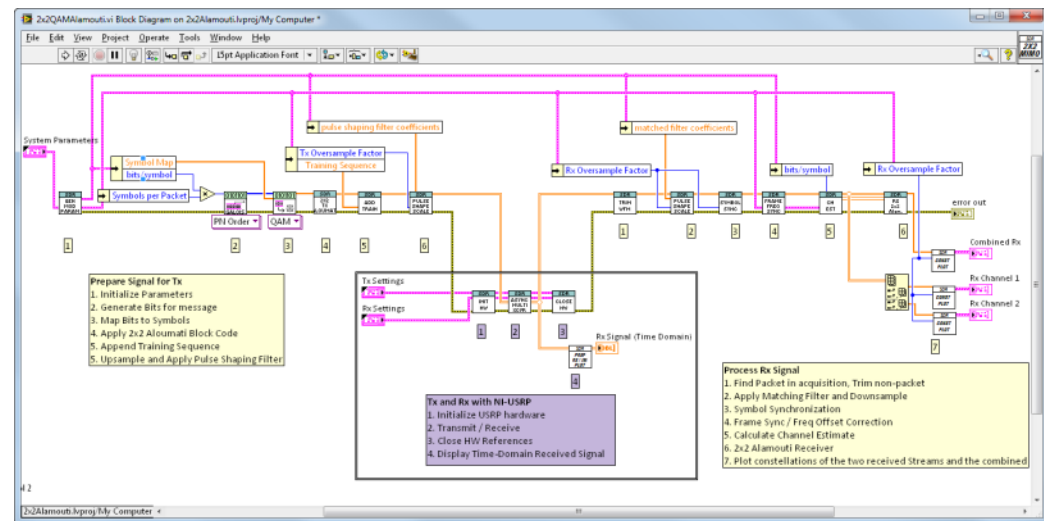 2x2QAMAlamouti.vi Block Diagram on 2x2Alamouti.lvproj/My Computer *
File Edit View Project Operate Tools Window Help
15pt Application Font
2X2
MIMO
System Parameters
pulse shaping filter coefficients
matched filter coefficients
Symbol Map
bits/symbol
Tx Oversample Factor
Training Sequence
Rx Oversample Factor
bits/symbol
Rx Oversample Factor
Symbols per Packet
error out
PN Order
QAM
1
2
3
4
5
6
1
2
3
4
5
6
Combined Rx
Rx Channel 1
Rx Channel 2
7
Prepare Signal for Tx
1. Initialize Parameters
2. Generate Bits for message
3. Map Bits to Symbols
4. Apply 2x2 Aloumati Block Code
5. Append Training Sequence
5. Upsample and Apply Pulse Shaping Filter
Tx Settings
Rx Settings
INIT
HW
CLOSE
HW
1
2
3
Rx Signal (Time Domain)
4
Tx and Rx with NI-USRP
1. Initialize USRP hardware
2. Transmit / Receive
3. Close HW References
4. Display Time-Domain Received Signal
Process Rx Signal
1. Find Packet in acquisition, Trim non-packet
2. Apply Matching Filter and Downsample
3. Symbol Synchronization
4. Frame Sync / Freq Offset Correction
5. Calculate Channel Estimate
6. 2x2 Alamouti Receiver
7. Plot constellations of the two received Streams and the combined
2x2Alamouti.lvproj/My Computer